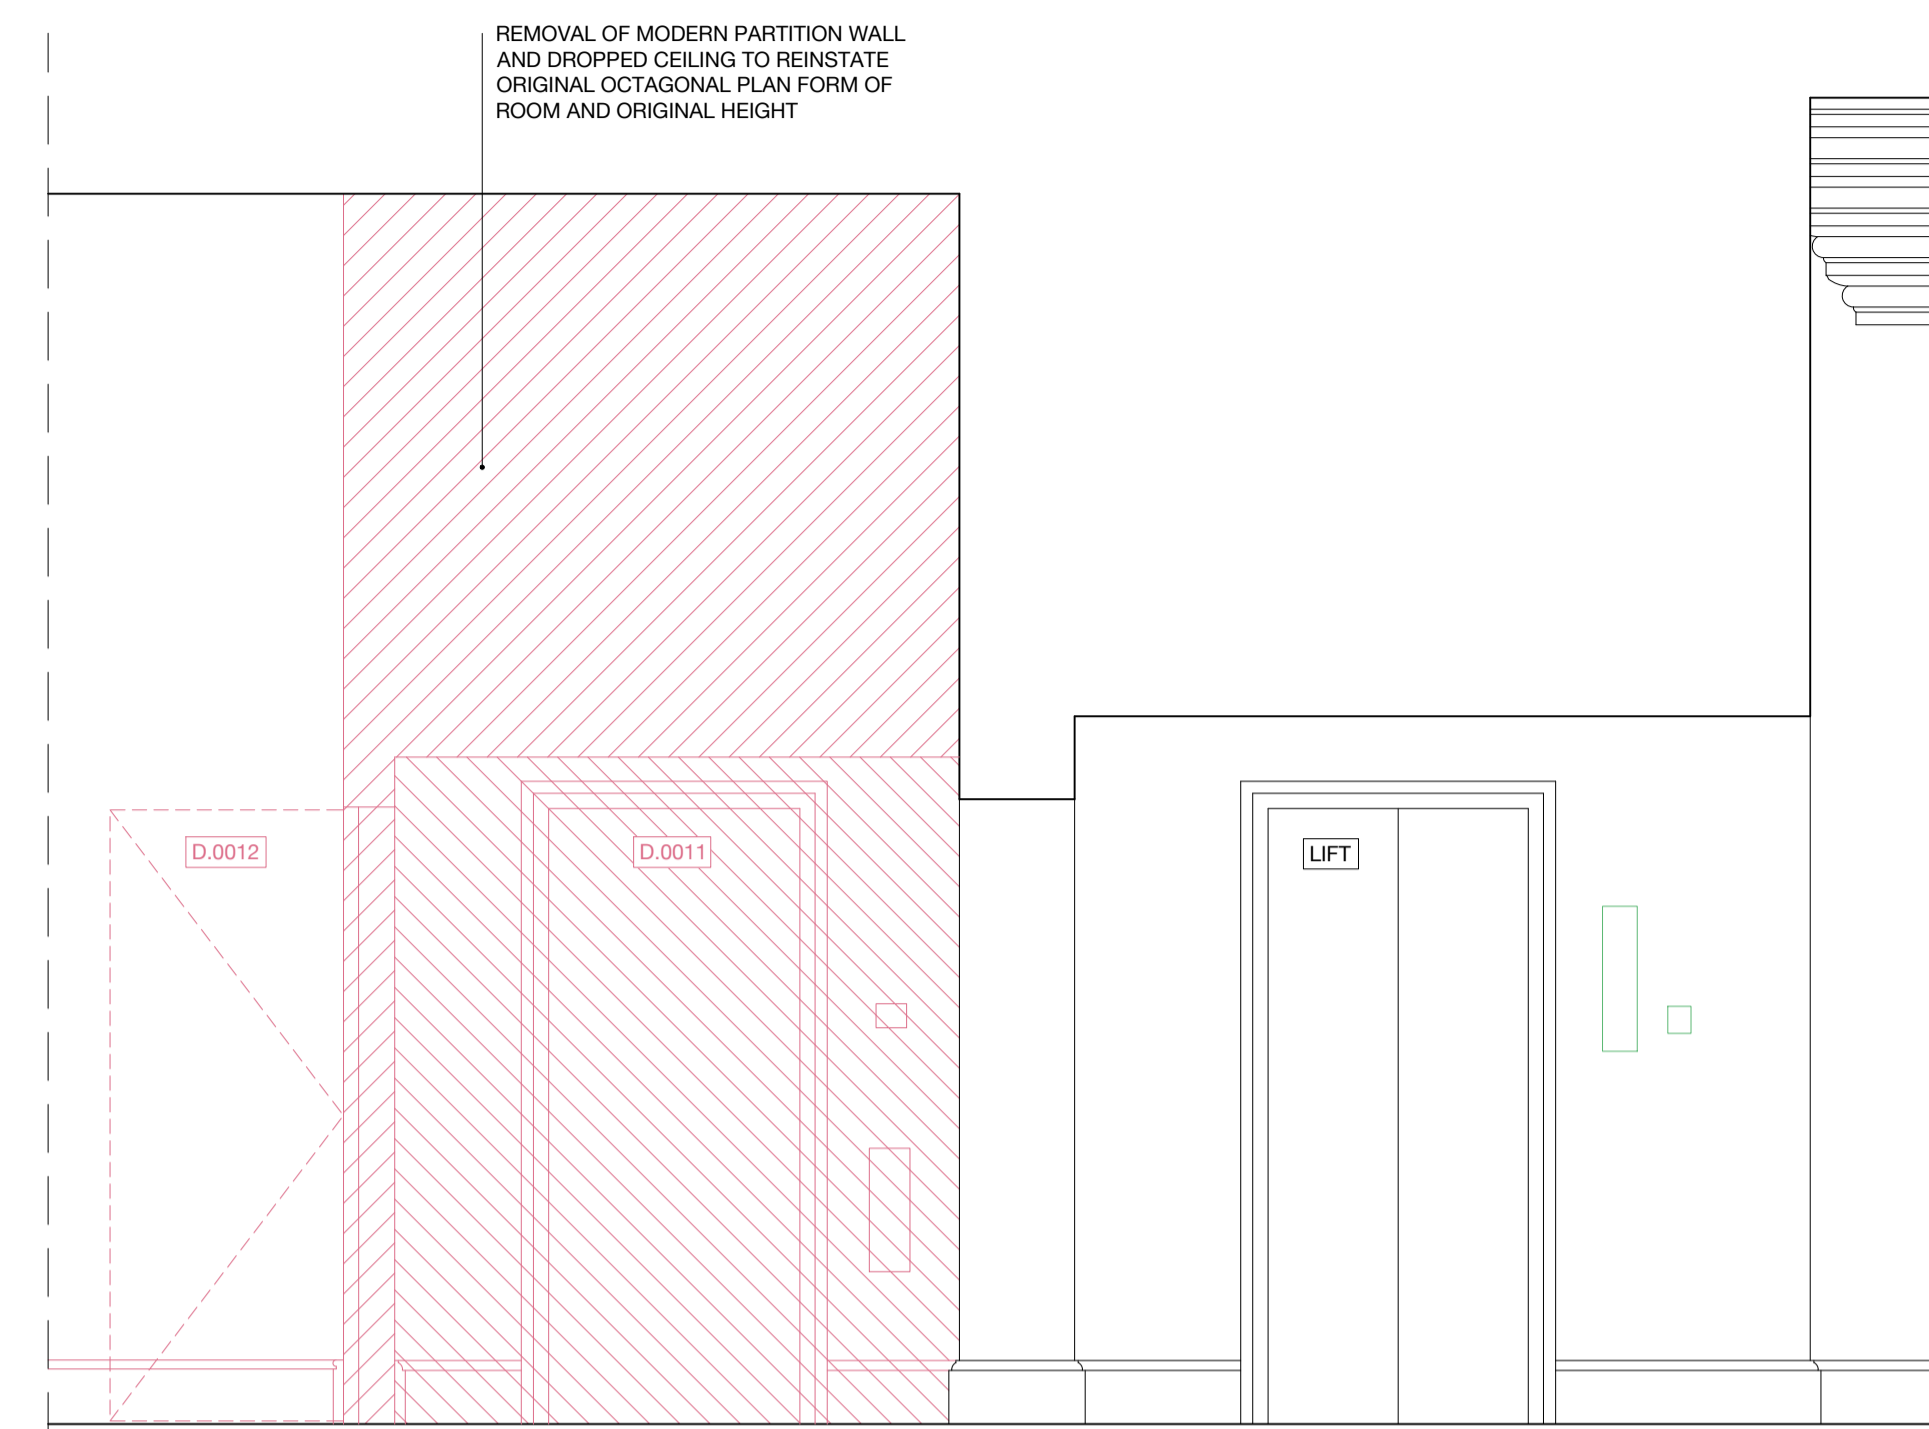 REMOVAL OF MODERN PARTITION WALL
AND DROPPED CEILING TO REINSTATE
ORIGINAL OCTAGONAL PLAN FORM OF
ROOM AND ORIGINAL HEIGHT
D.0012
D.0011
LIFT